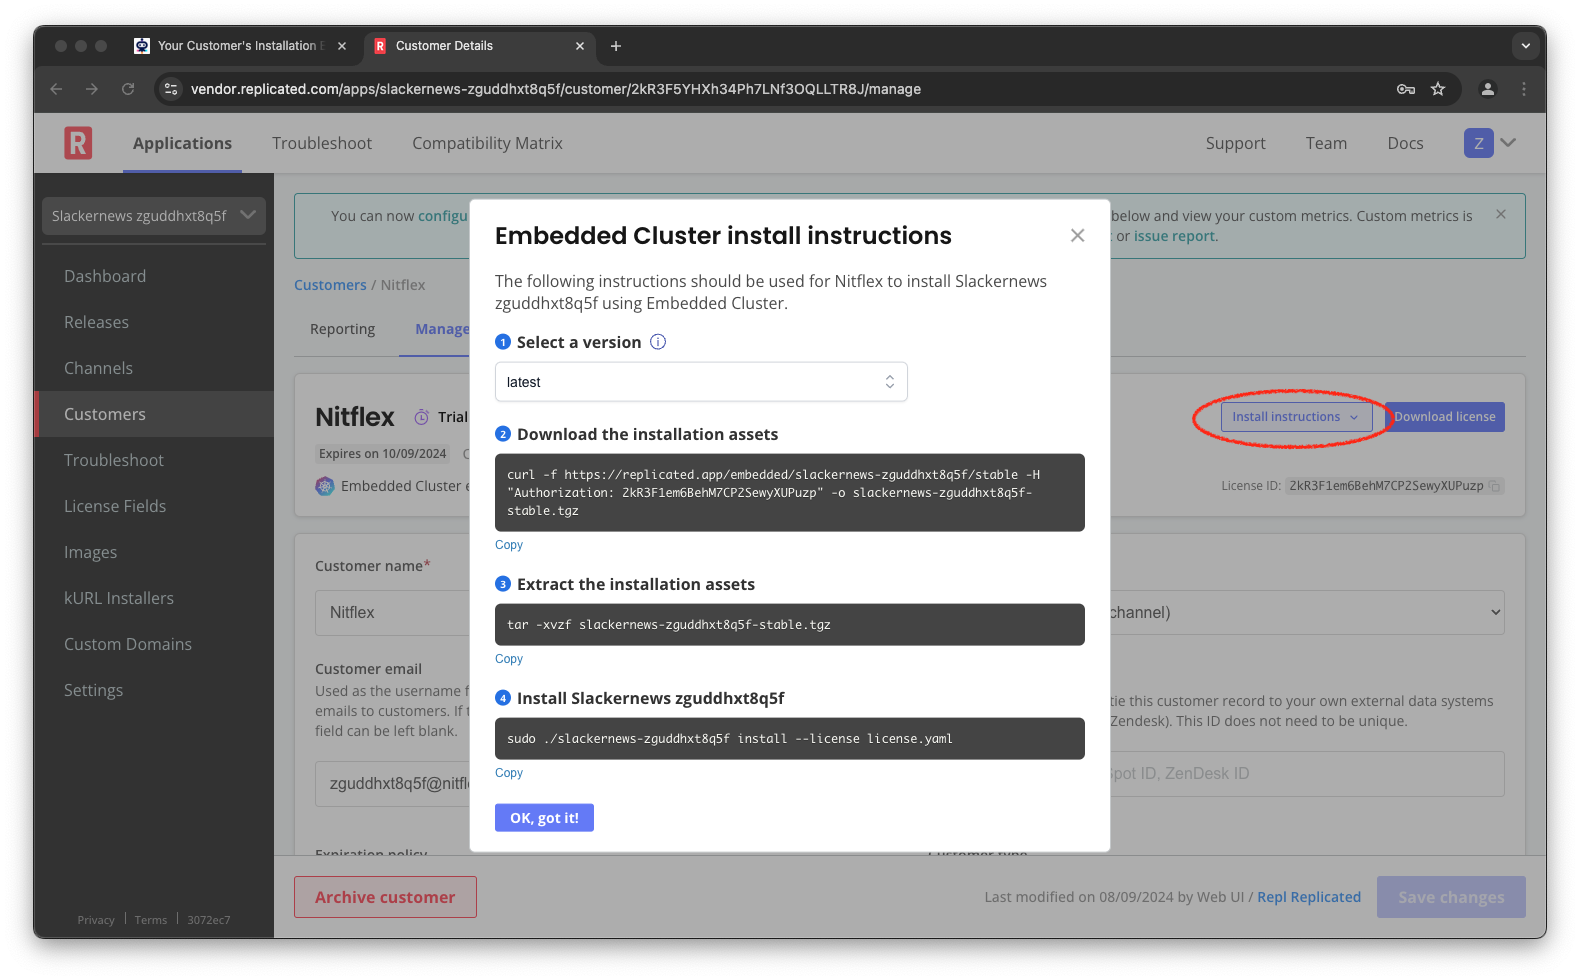 Your Customer's Installation E
Customer Details
vendor.replicated.com/apps/slackernews-zguddhxt8q5f/customer/2kR3F5YHXh34Ph7LNf3OQLLTR8J/manage
R
Applications
Troubleshoot
Compatibility Matrix
Support
Team
Docs
Z
Slackernews zguddhxt8q5f
Dashboard
Releases
Channels
Customers
Troubleshoot
License Fields
Images
kURL Installers
Custom Domains
Settings
Privacy
Terms
3072ec7
You can now configu
below and view your custom metrics. Custom metrics is
or issue report.
Customers / Nitflex
Reporting
Manage
Nitflex
Trial
Install instructions
Download license
Expires on 10/09/2024
Embedded Cluster e
License ID: 2kR3F1em6BehM7CP2SewyXUPuzp
Customer name*
Nitflex
channel)
Customer email
Used as the username f
emails to customers. If t
field can be left blank.
tie this customer record to your own external data systems
Zendesk). This ID does not need to be unique.
zguddhxt8q5f@nitfle
pot ID, ZenDesk ID
Expiration policy
Customer type
Embedded Cluster install instructions
The following instructions should be used for Nitflex to install Slackernews
zguddhxt8q5f using Embedded Cluster.
1 Select a version
latest
2 Download the installation assets
curl -f https://replicated.app/embedded/slackernews-zguddhxt8q5f/stable -H
"Authorization: 2kR3F1em6BehM7CP2SewyXUPuzp" -o slackernews-zguddhxt8q5f-
stable.tgz
Copy
3 Extract the installation assets
tar -xvzf slackernews-zguddhxt8q5f-stable.tgz
Copy
4 Install Slackernews zguddhxt8q5f
sudo ./slackernews-zguddhxt8q5f install --license license.yaml
Copy
OK, got it!
Archive customer
Last modified on 08/09/2024 by Web UI / Repl Replicated
Save changes